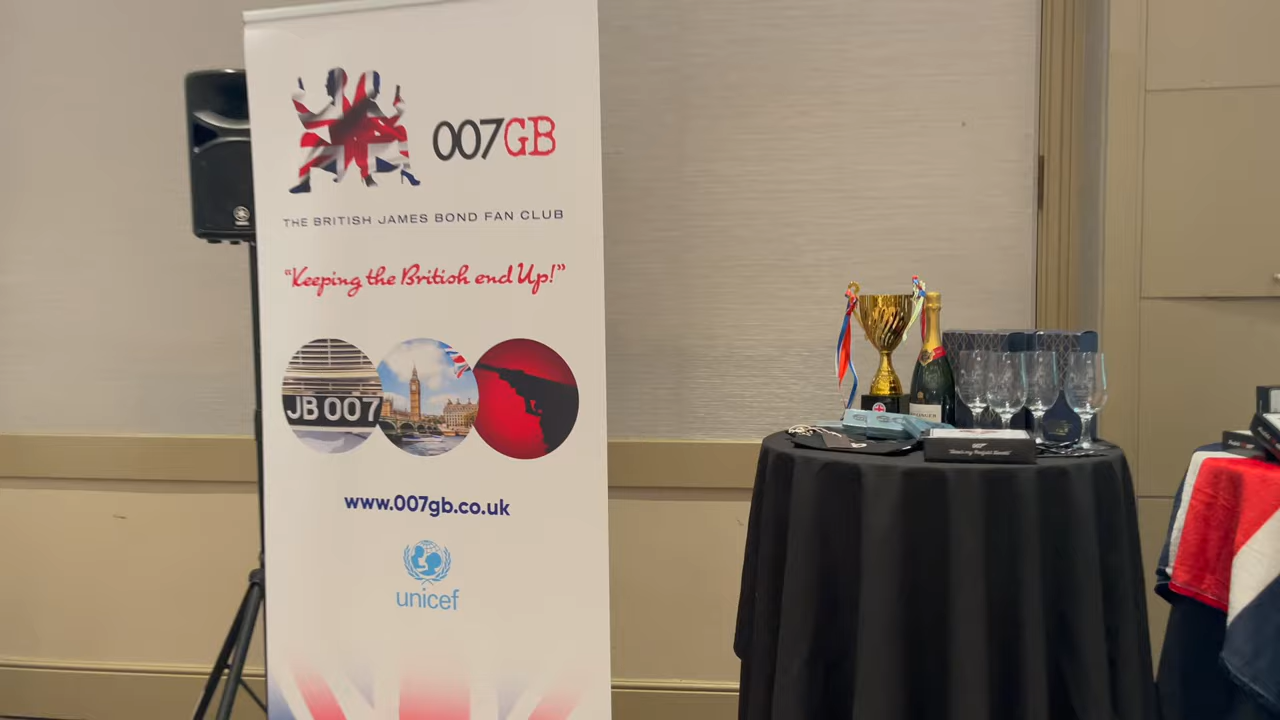 007GB
THE BRITISH JAMES BOND FAN CLUB
“Keeping the British end Up!”
JB 007
www.007gb.co.uk
unicef
007